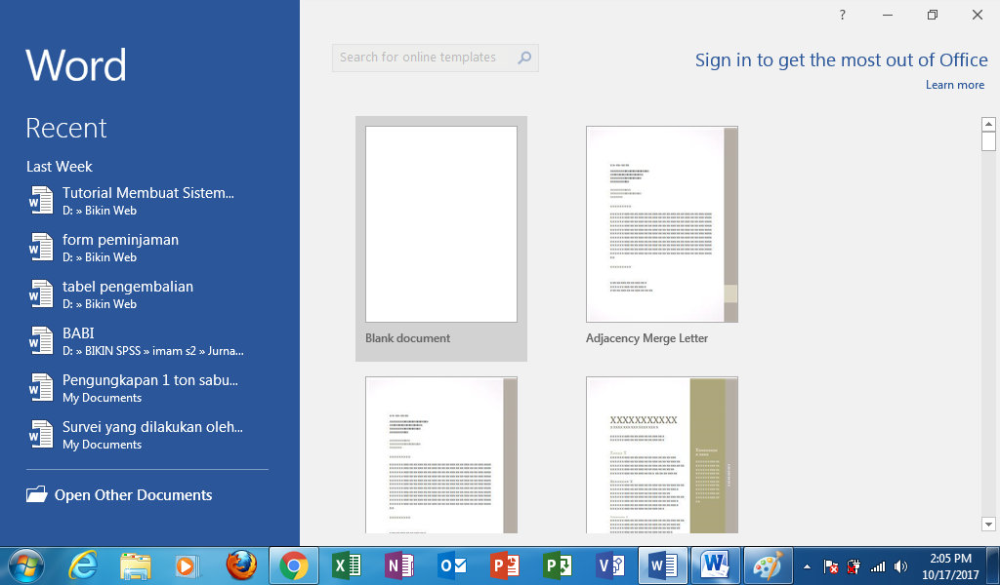 ?
Word
Search for online templates
Sign in to get the most out of Office
Learn more
Recent
Last Week
Tutorial Membuat Sistem...
D: » Bikin Web
form peminjaman
D: » Bikin Web
tabel pengembalian
D: » Bikin Web
BABI
D: » BIKIN SPSS » imam s2 » Jurna...
Pengungkapan 1 ton sabu...
My Documents
Survei yang dilakukan oleh...
My Documents
Open Other Documents
Blank document
Adjacency Merge Letter
XXXXXXXXXXX
2:05 PM
10/17/2017